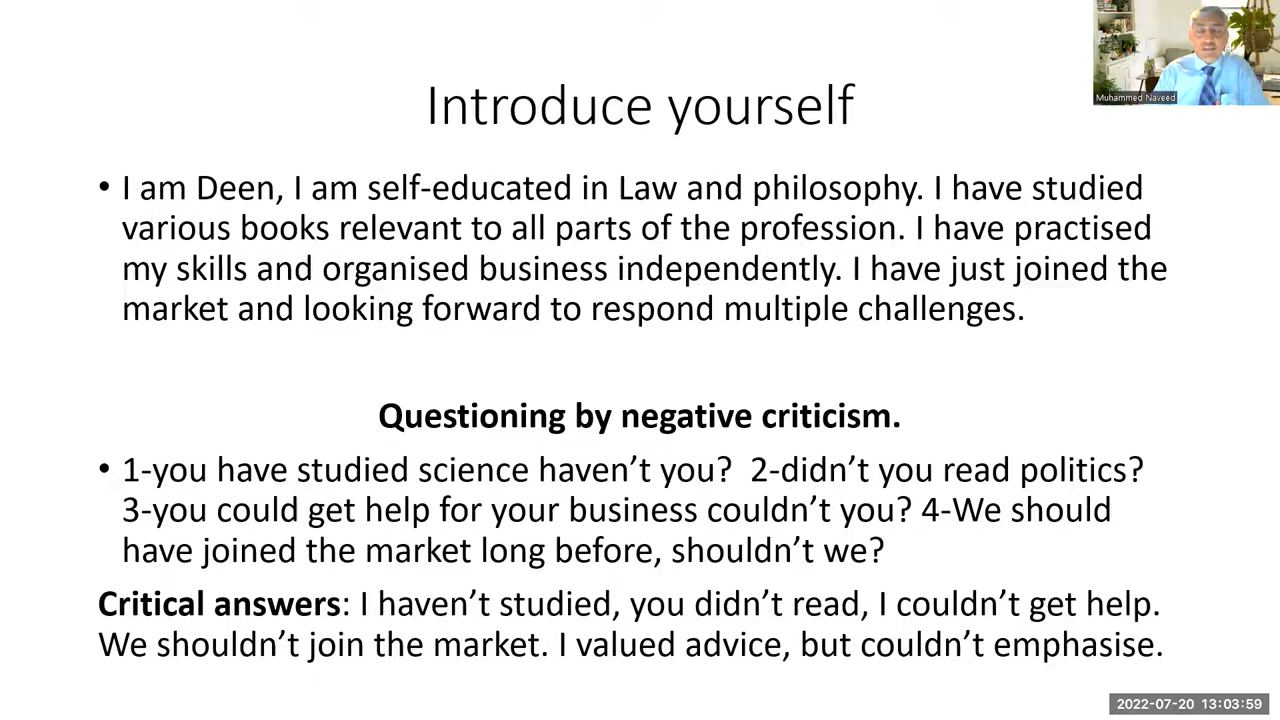 Muhammed Naveed
Introduce yourself
• I am Deen, I am self-educated in Law and philosophy. I have studied
various books relevant to all parts of the profession. I have practised
my skills and organised business independently. I have just joined the
market and looking forward to respond multiple challenges.
Questioning by negative criticism.
• 1-you have studied science haven’t you?  2-didn’t you read politics?
3-you could get help for your business couldn’t you? 4-We should
have joined the market long before, shouldn’t we?
Critical answers: I haven’t studied, you didn’t read, I couldn’t get help.
We shouldn’t join the market. I valued advice, but couldn’t emphasise.
2022-07-20 13:03:59